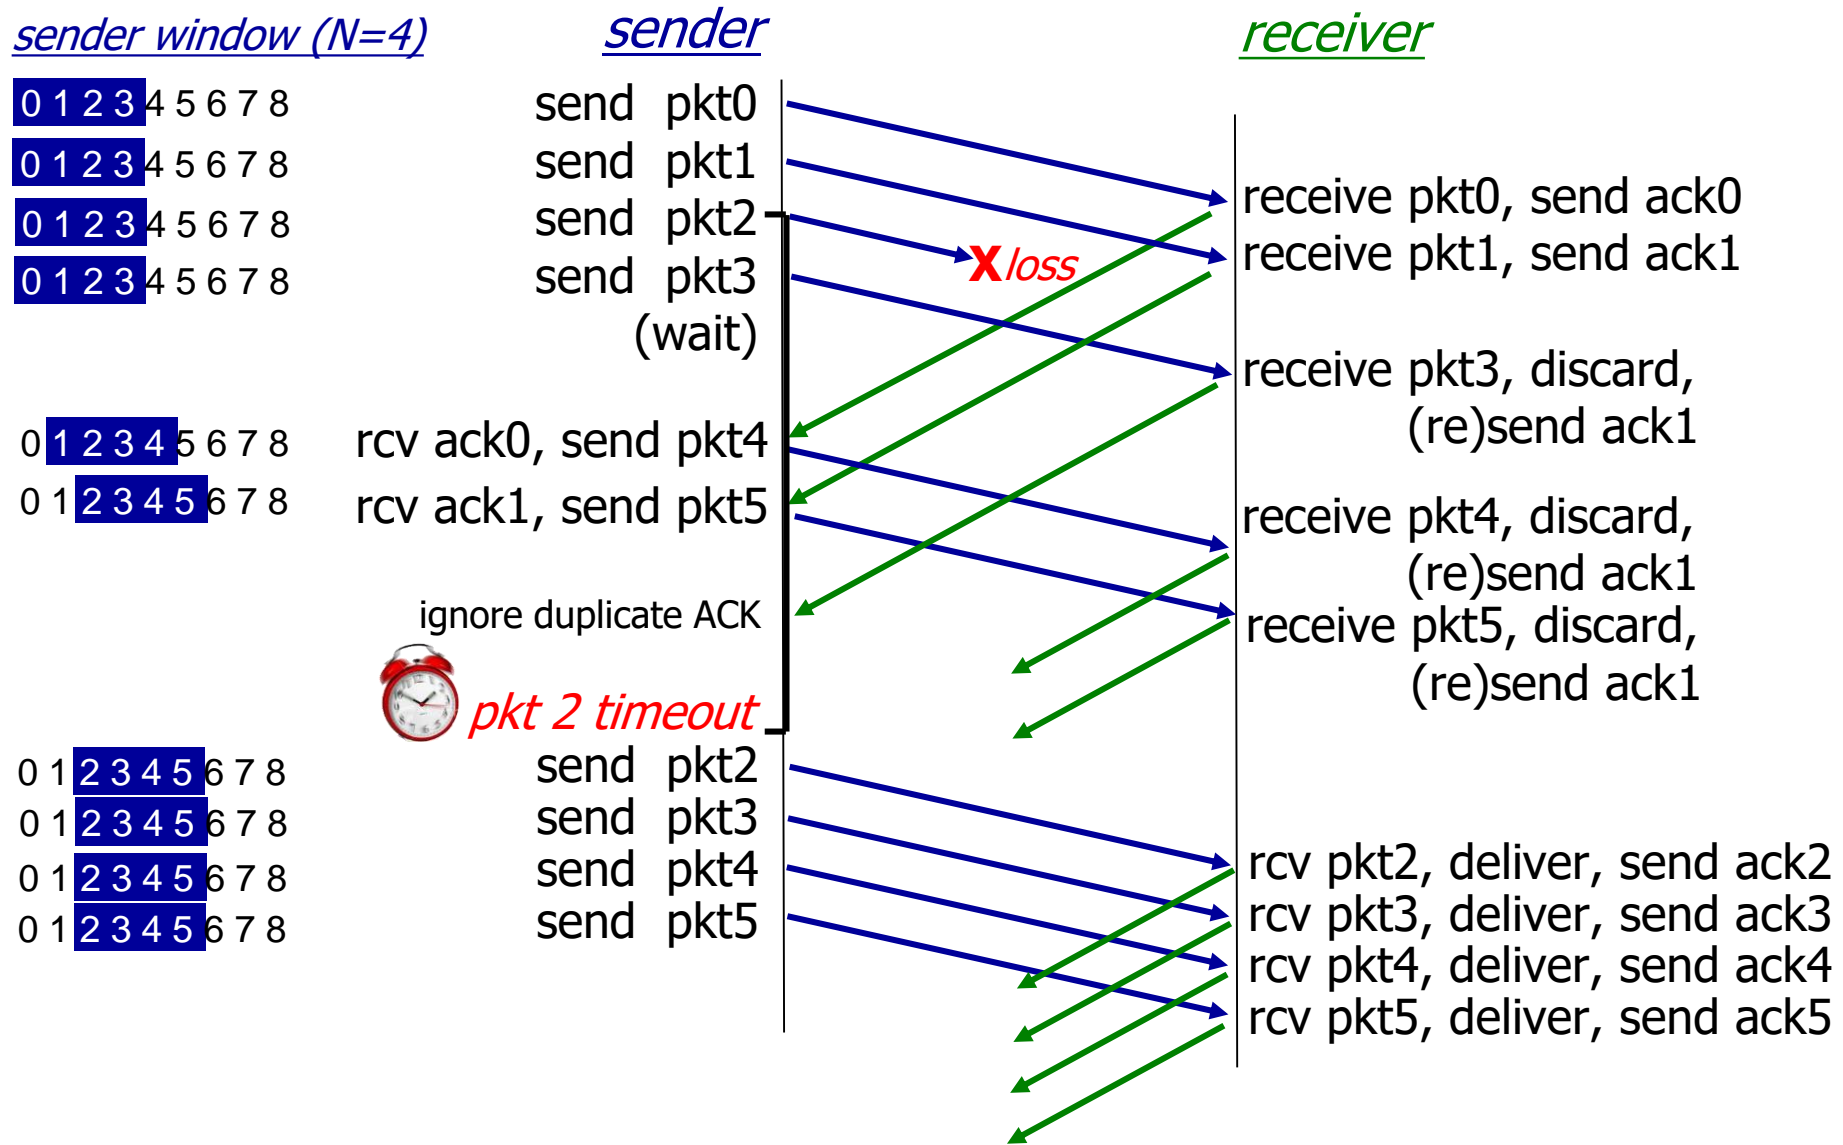 sender window (N=4) sender receiver
0 1 2 3 4 5 6 7 8 send pkt0
0 1 2 3 4 5 6 7 8 send pkt1
receive pkt0, send ack0
0 1 2 3 4 5 6 7 8 send pkt2
receive pkt1, send ack1
X loss
0 1 2 3 4 5 6 7 8 send pkt3
(wait)
receive pkt3, discard,
(re)send ack1
0 1 2 3 4 5 6 7 8 rcv ack0, send pkt4
0 1 2 3 4 5 6 7 8 rcv ack1, send pkt5
receive pkt4, discard,
(re)send ack1
ignore duplicate ACK
receive pkt5, discard,
(re)send ack1
pkt 2 timeout
0 1 2 3 4 5 6 7 8 send pkt2
0 1 2 3 4 5 6 7 8 send pkt3
0 1 2 3 4 5 6 7 8 send pkt4
0 1 2 3 4 5 6 7 8 send pkt5
rcv pkt2, deliver, send ack2
rcv pkt3, deliver, send ack3
rcv pkt4, deliver, send ack4
rcv pkt5, deliver, send ack5